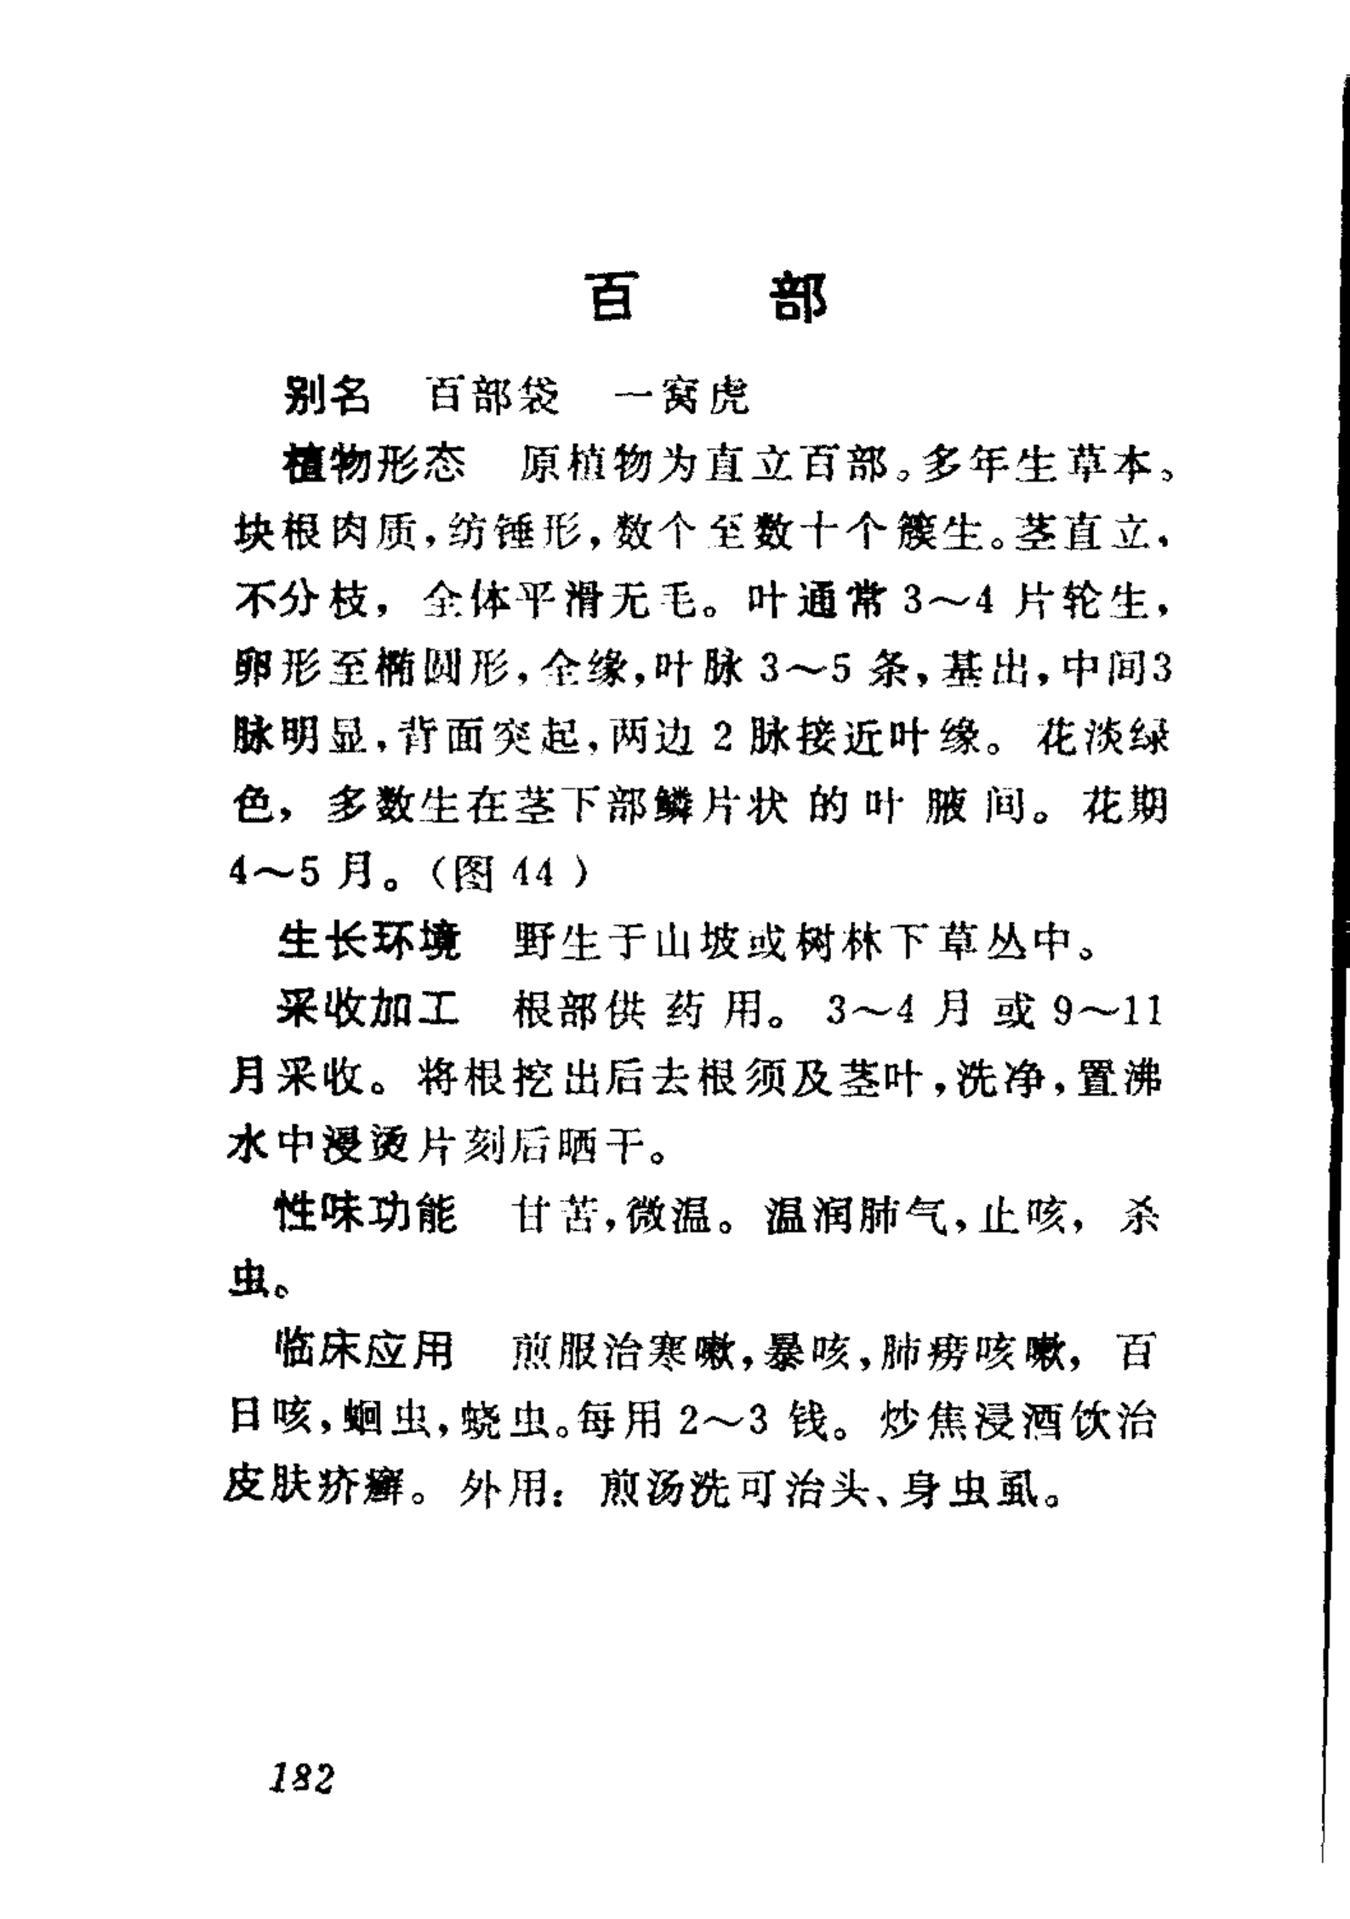 百　　部
别名　百部袋　一窝虎
植物形态　原植物为直立百部。多年生草本。
块根肉质，纺锤形，数个至数十个簇生。茎直立，
不分枝，全体平滑无毛。叶通常3～4片轮生，
卵形至椭圆形，全缘，叶脉3～5条，基出，中间3
脉明显，背面突起，两边2脉接近叶缘。花淡绿
色，多数生在茎下部鳞片状的叶腋间。花期
4～5月。（图44）
生长环境　野生于山坡或树林下草丛中。
采收加工　根部供药用。3～4月或9～11
月采收。将根挖出后去根须及茎叶，洗净，置沸
水中浸烫片刻后晒干。
性味功能　甘苦，微温。温润肺气，止咳，杀
虫。
临床应用　煎服治寒嗽，暴咳，肺痨咳嗽，百
日咳，蛔虫，蛲虫。每用2～3钱。炒焦浸酒饮治
皮肤疥癣。外用：煎汤洗可治头、身虫虱。
182